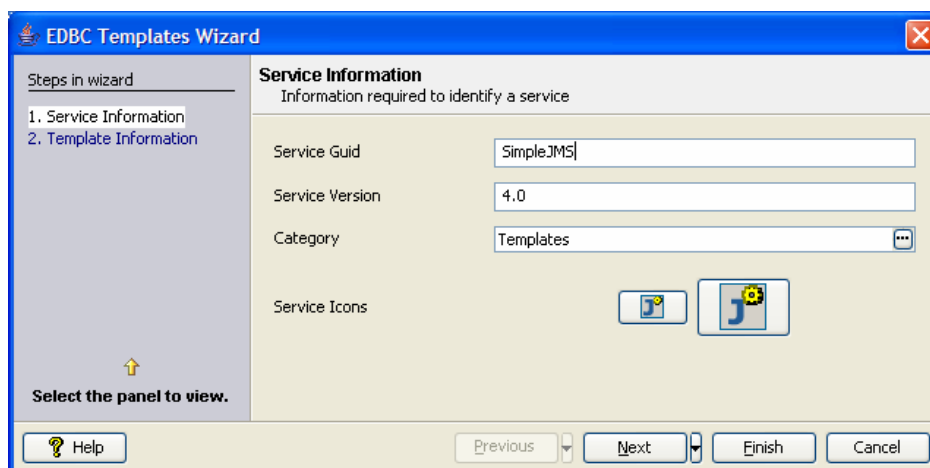 EDBC Templates Wizard
Steps in wizard
1. Service Information
2. Template Information
Select the panel to view.
Service Information
Information required to identify a service
Service Guid
SimpleJMS
Service Version
4.0
Category
Templates
...
Service Icons
J
J
Help
Previous
Next
Finish
Cancel